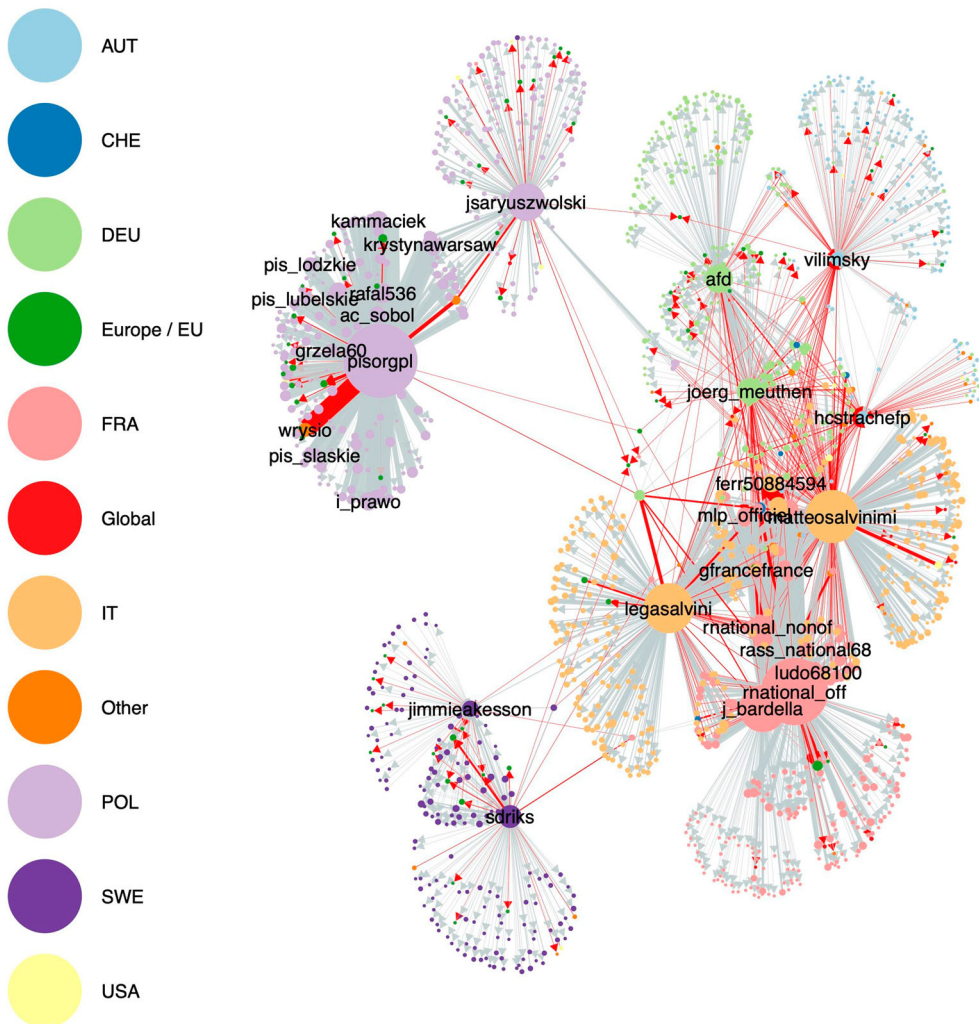 AUT
CHE
DEU
Europe / EU
FRA
Global
IT
Other
POL
SWE
USA
jsaryuszwolski
kammaciek
krystynawarsaw
pis_lodzkie
vilimsky
afd
rafal536
pis_lubelskie
ac_sobol
grzela60
pisorgpl
joerg_meuthen
hcstrachefp
wrysio
pis_slaskie
ferr50884594
i_prawo
mlp_officiel
matteosalvinimi
gfrancefrance
legasalvini
rnational_nonof
rass_national68
ludo68100
rnational_off
jimmieakesson
j_bardella
sdriks